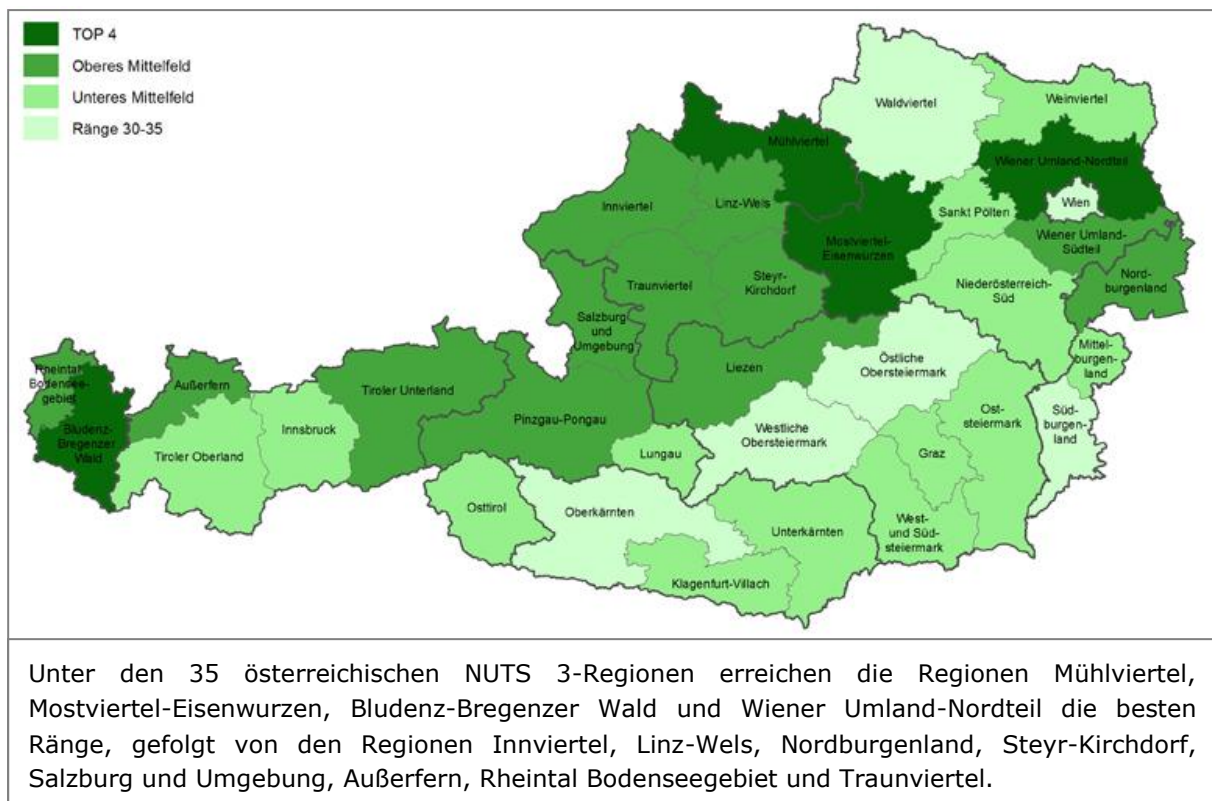 TOP 4
Oberes Mittelfeld
Unteres Mittelfeld
Ränge 30-35
Waldviertel
Weinviertel
Mühlviertel
Wiener Umland-Nordteil
Innviertel
Linz-Wels
Sankt Pölten
Wien
Mostviertel-
Eisenwurzen
Wiener Umland-
Südteil
Traunviertel
Steyr-
Kirchdorf
Niederösterreich-
Süd
Nord-
burgenland
Salzburg
und
Umgebung
Rheintal
Bodensee-
gebiet
Außerfern
Tiroler Unterland
Liezen
Östliche
Obersteiermark
Mittel-
burgenland
Bludenz-
Bregenzer
Wald
Tiroler Oberland
Innsbruck
Pinzgau-Pongau
Lungau
Westliche
Obersteiermark
Ost-
steiermark
Süd-
burgen-
land
Graz
Osttirol
Oberkärnten
Unterkärnten
West-
und Süd-
steiermark
Klagenfurt-Villach
Unter den 35 österreichischen NUTS 3-Regionen erreichen die Regionen Mühlviertel,
Mostviertel-Eisenwurzen, Bludenz-Bregenzer Wald und Wiener Umland-Nordteil die besten
Ränge, gefolgt von den Regionen Innviertel, Linz-Wels, Nordburgenland, Steyr-Kirchdorf,
Salzburg und Umgebung, Außerfern, Rheintal Bodenseegebiet und Traunviertel.